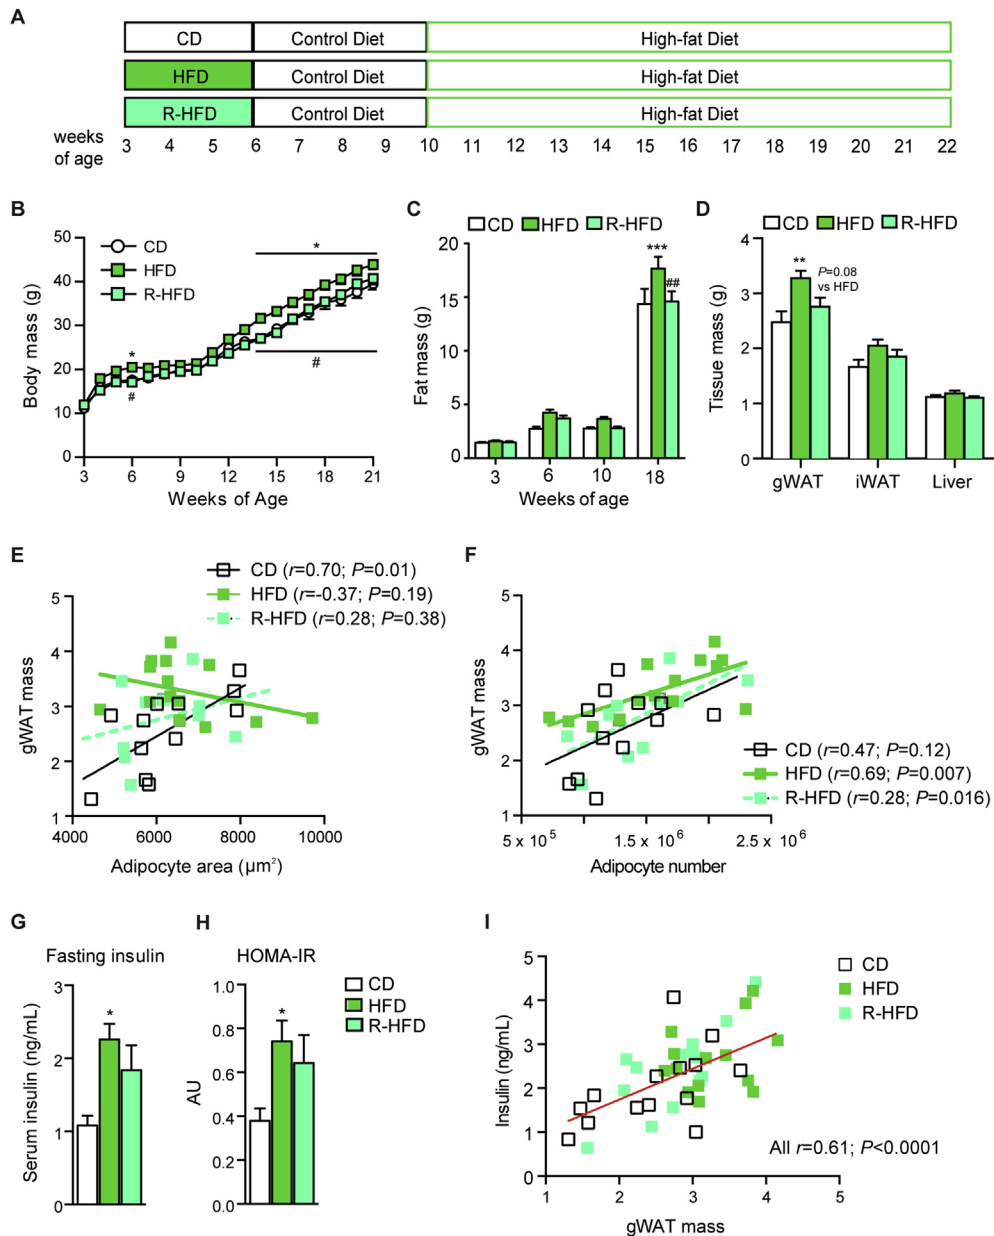 A
CD Control Diet High-fat Diet
HFD Control Diet High-fat Diet
R-HFD Control Diet High-fat Diet
weeks of age 3 4 5 6 7 8 9 10 11 12 13 14 15 16 17 18 19 20 21 22
B
CD
HFD
R-HFD
*
*
#
#
Body mass (g)
50
40
30
20
10
0
3 6 9 12 15 18 21
Weeks of Age
C
CD HFD R-HFD
***
##
Fat mass (g)
20
15
10
5
0
3 6 10 18
Weeks of age
D
CD HFD R-HFD
**
P=0.08
vs HFD
Tissue mass (g)
4
3
2
1
0
gWAT iWAT Liver
E
CD (r=0.70; P=0.01)
HFD (r=-0.37; P=0.19)
R-HFD (r=0.28; P=0.38)
gWAT mass
5
4
3
2
1
4000 6000 8000 10000
Adipocyte area (µm²)
F
gWAT mass
5
4
3
2
1
CD (r=0.47; P=0.12)
HFD (r=0.69; P=0.007)
R-HFD (r=0.28; P=0.016)
5 x 10⁵ 1.5 x 10⁶ 2.5 x 10⁶
Adipocyte number
G
Fasting insulin
*
Serum insulin (ng/mL)
3
2
1
0
H
HOMA-IR
CD
HFD
R-HFD
*
AU
1.0
0.8
0.6
0.4
0.2
0.0
I
CD
HFD
R-HFD
Insulin (ng/mL)
5
4
3
2
1
0
All r=0.61; P<0.0001
1 2 3 4 5
gWAT mass